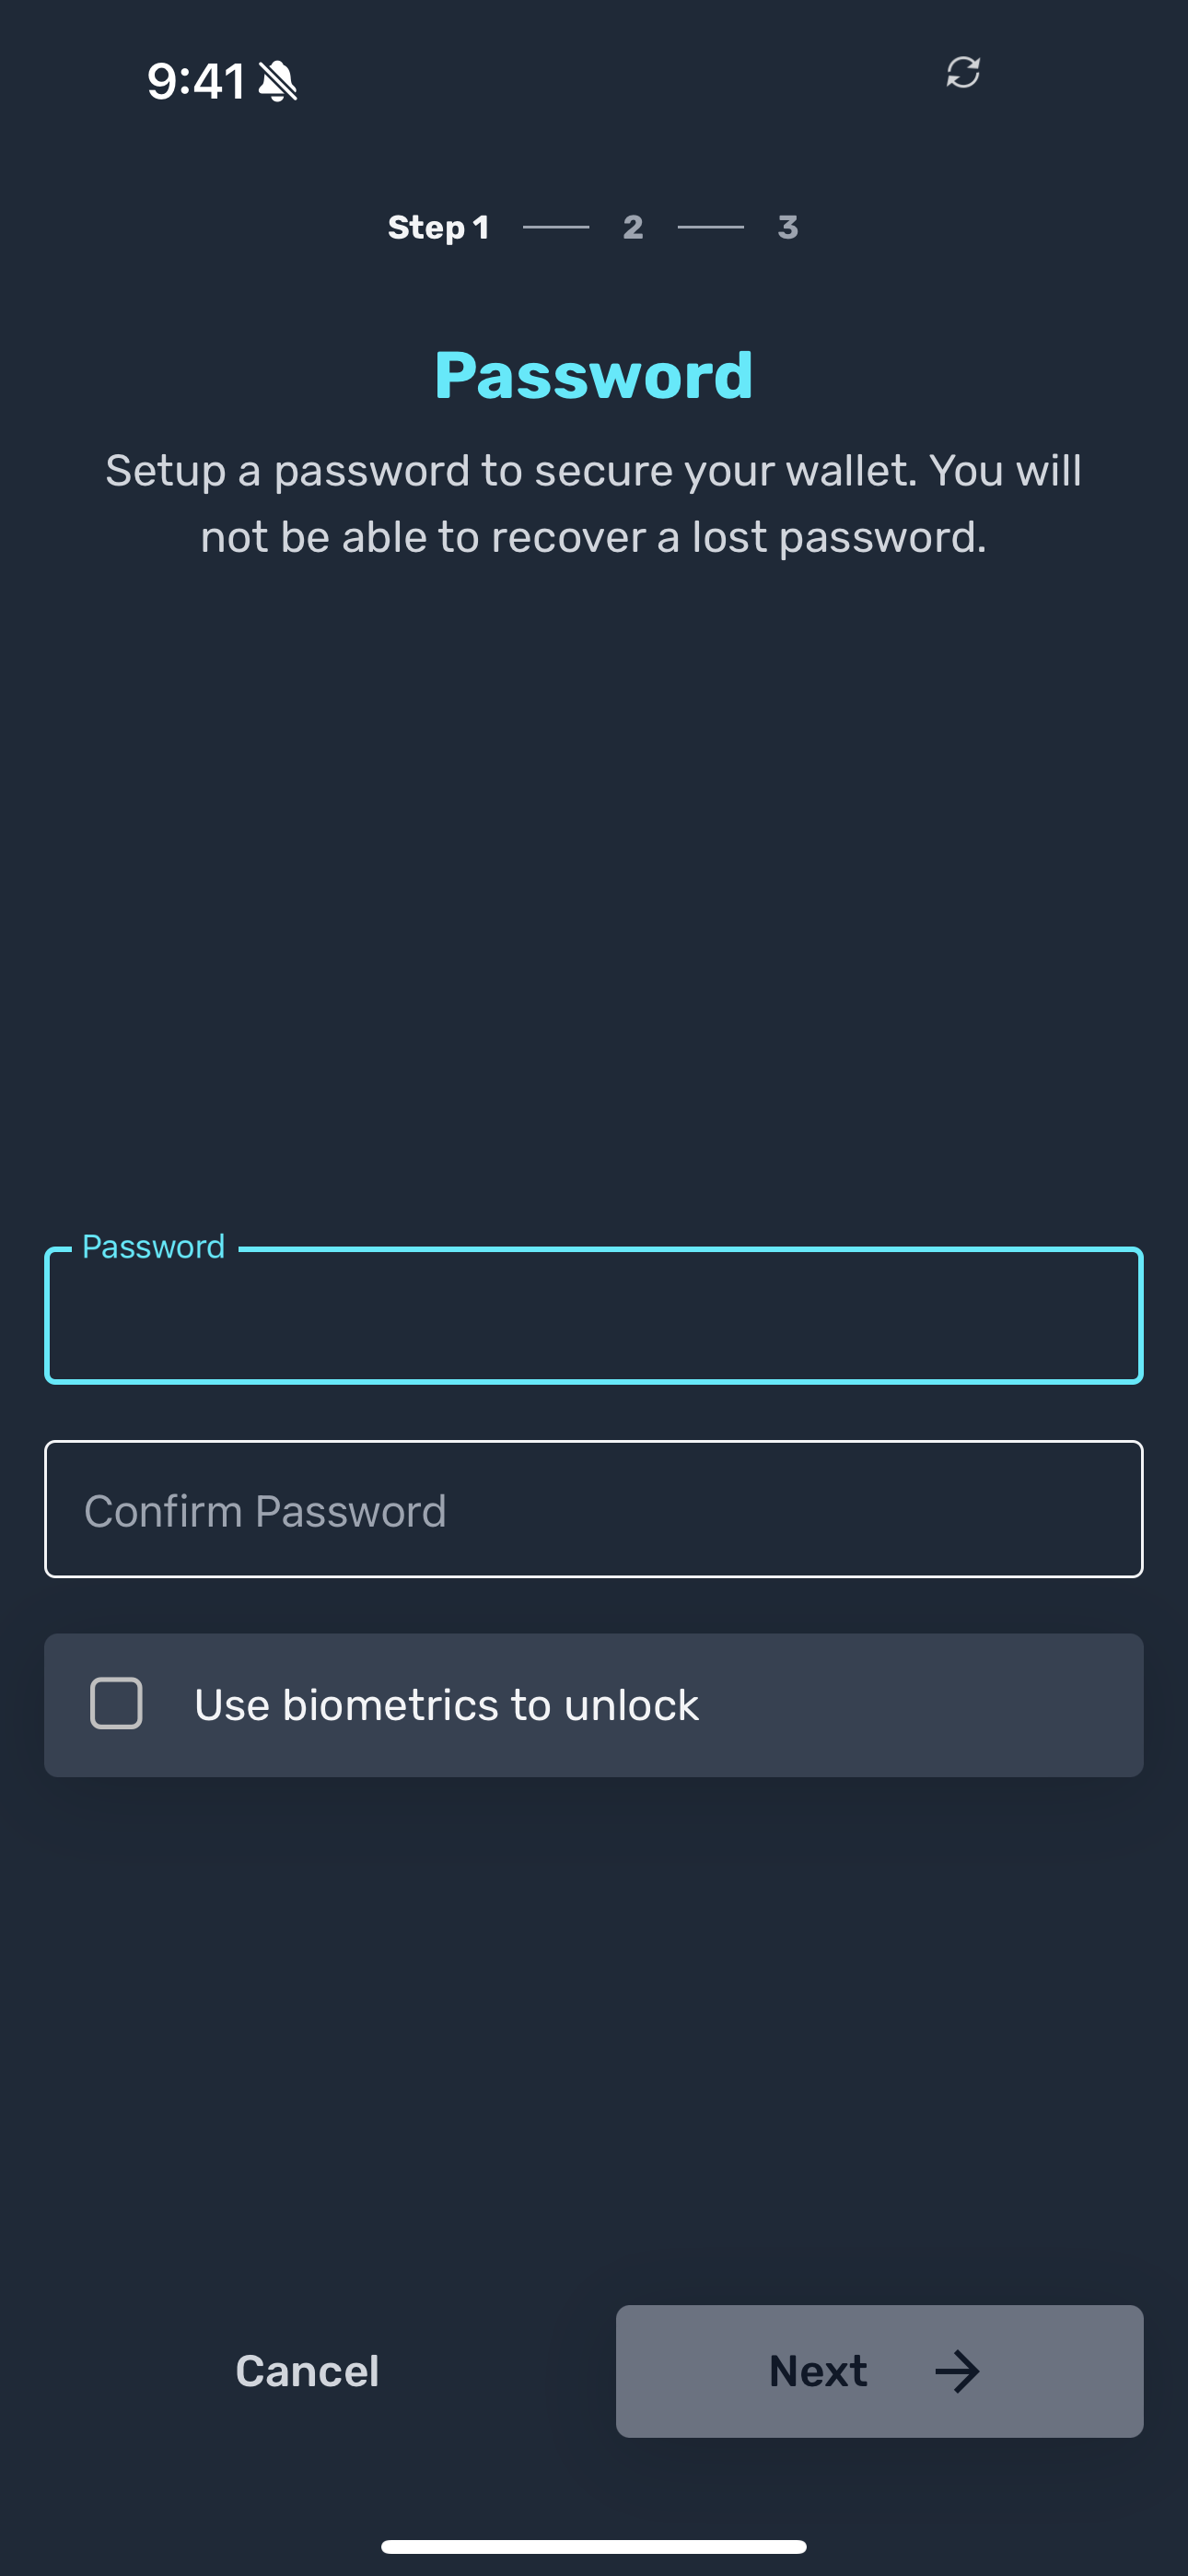 9:41
Step 1 2 3
Password
Setup a password to secure your wallet. You will
not be able to recover a lost password.
Password
Confirm Password
Use biometrics to unlock
Cancel Next